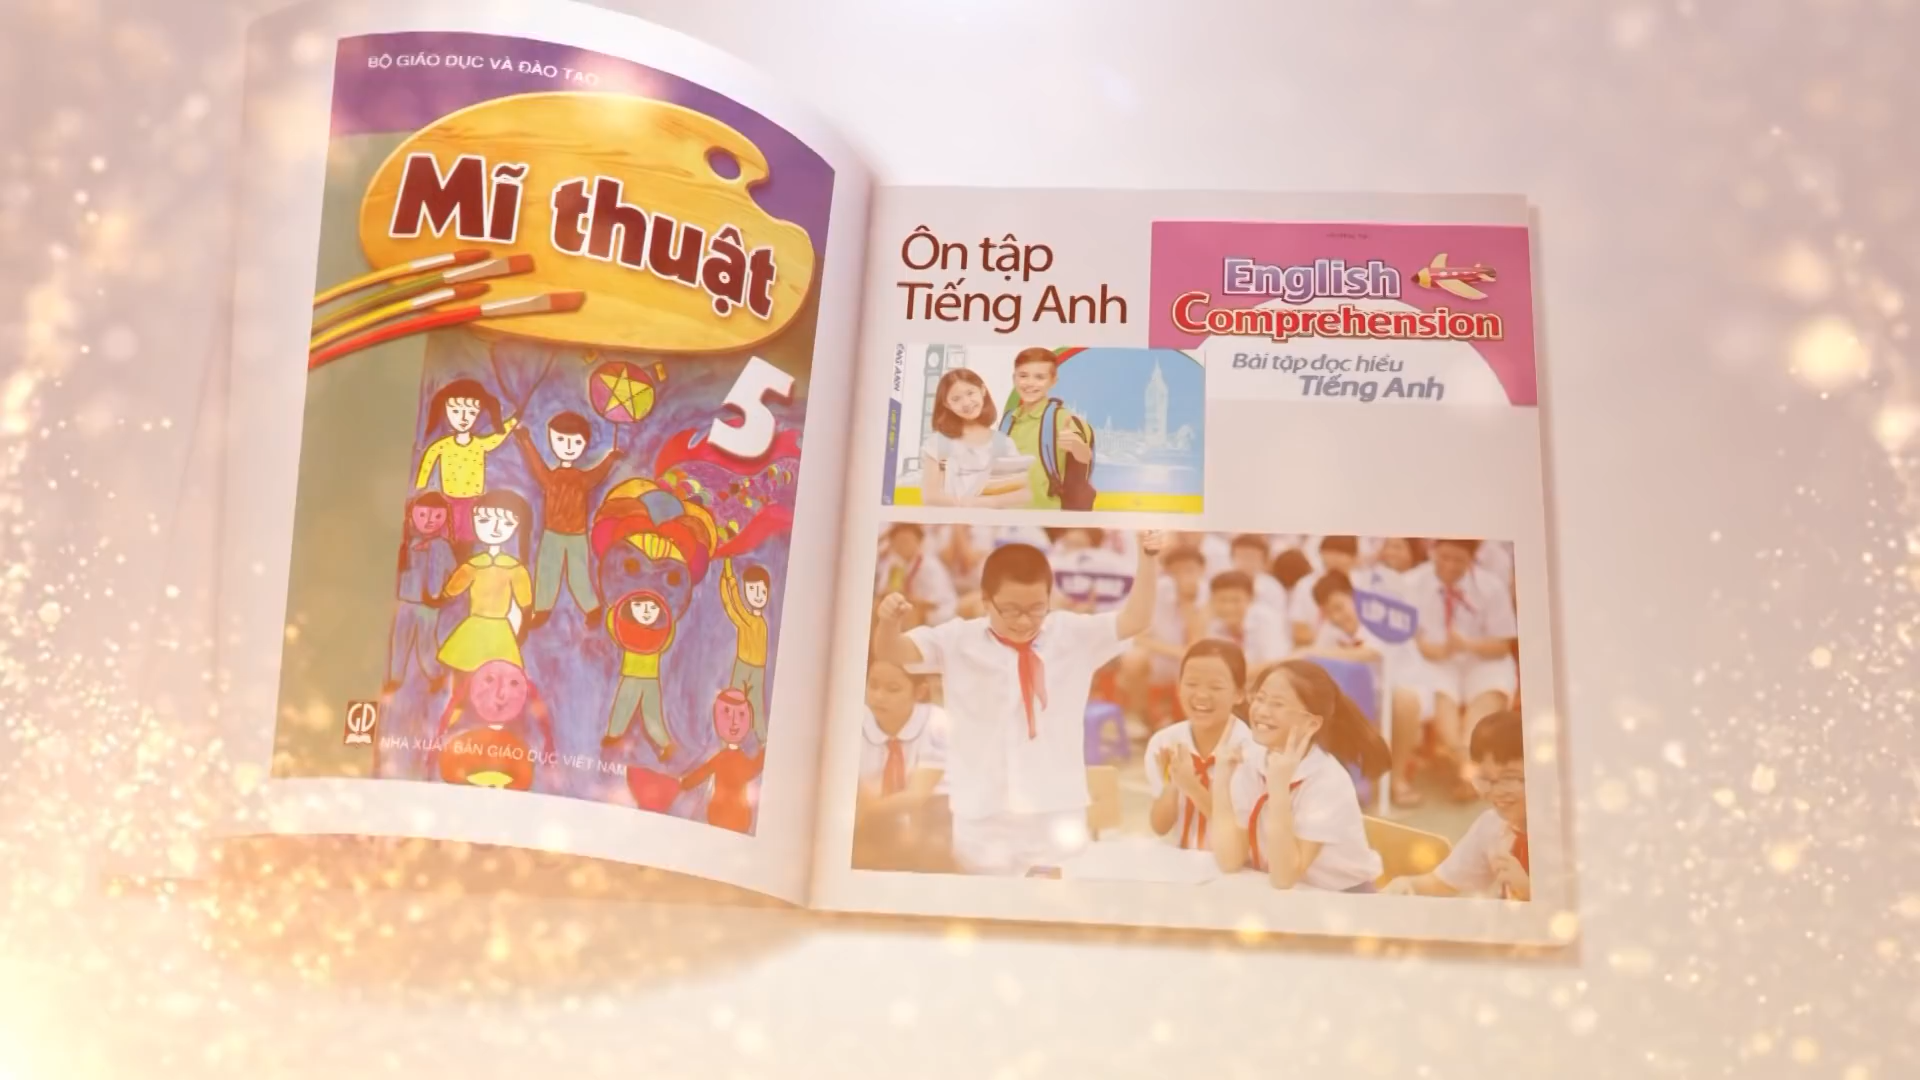 BỘ GIÁO DỤC VÀ ĐÀO TẠO
Mĩ thuật
5
GD
NHÀ XUẤT BẢN GIÁO DỤC VIỆT NAM
Ôn tập
Tiếng Anh
English
Comprehension
Bài tập đọc hiểu
Tiếng Anh